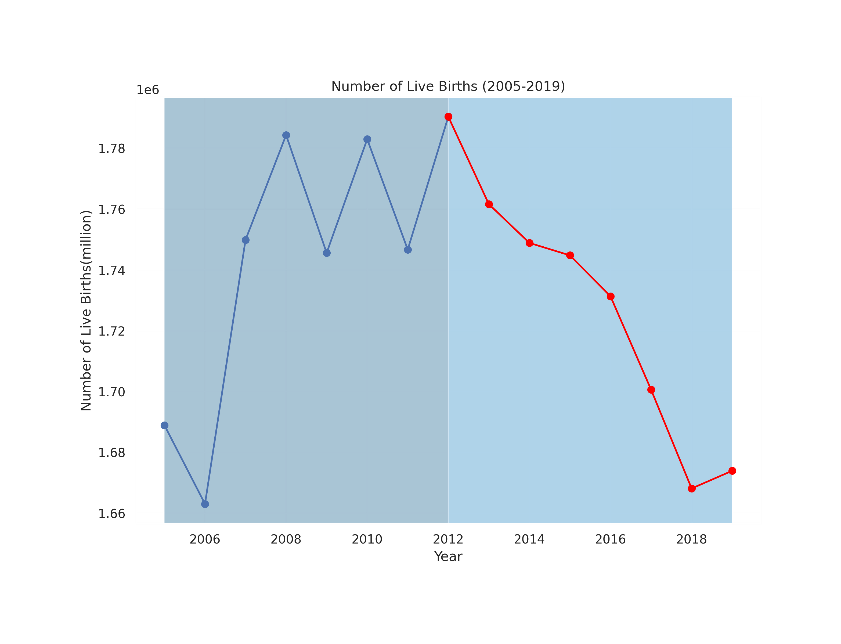 Number of Live Births (2005-2019)
1e6
1.78
1.76
1.74
1.72
1.70
1.68
1.66
Number of Live Births(million)
2006 2008 2010 2012 2014 2016 2018
Year